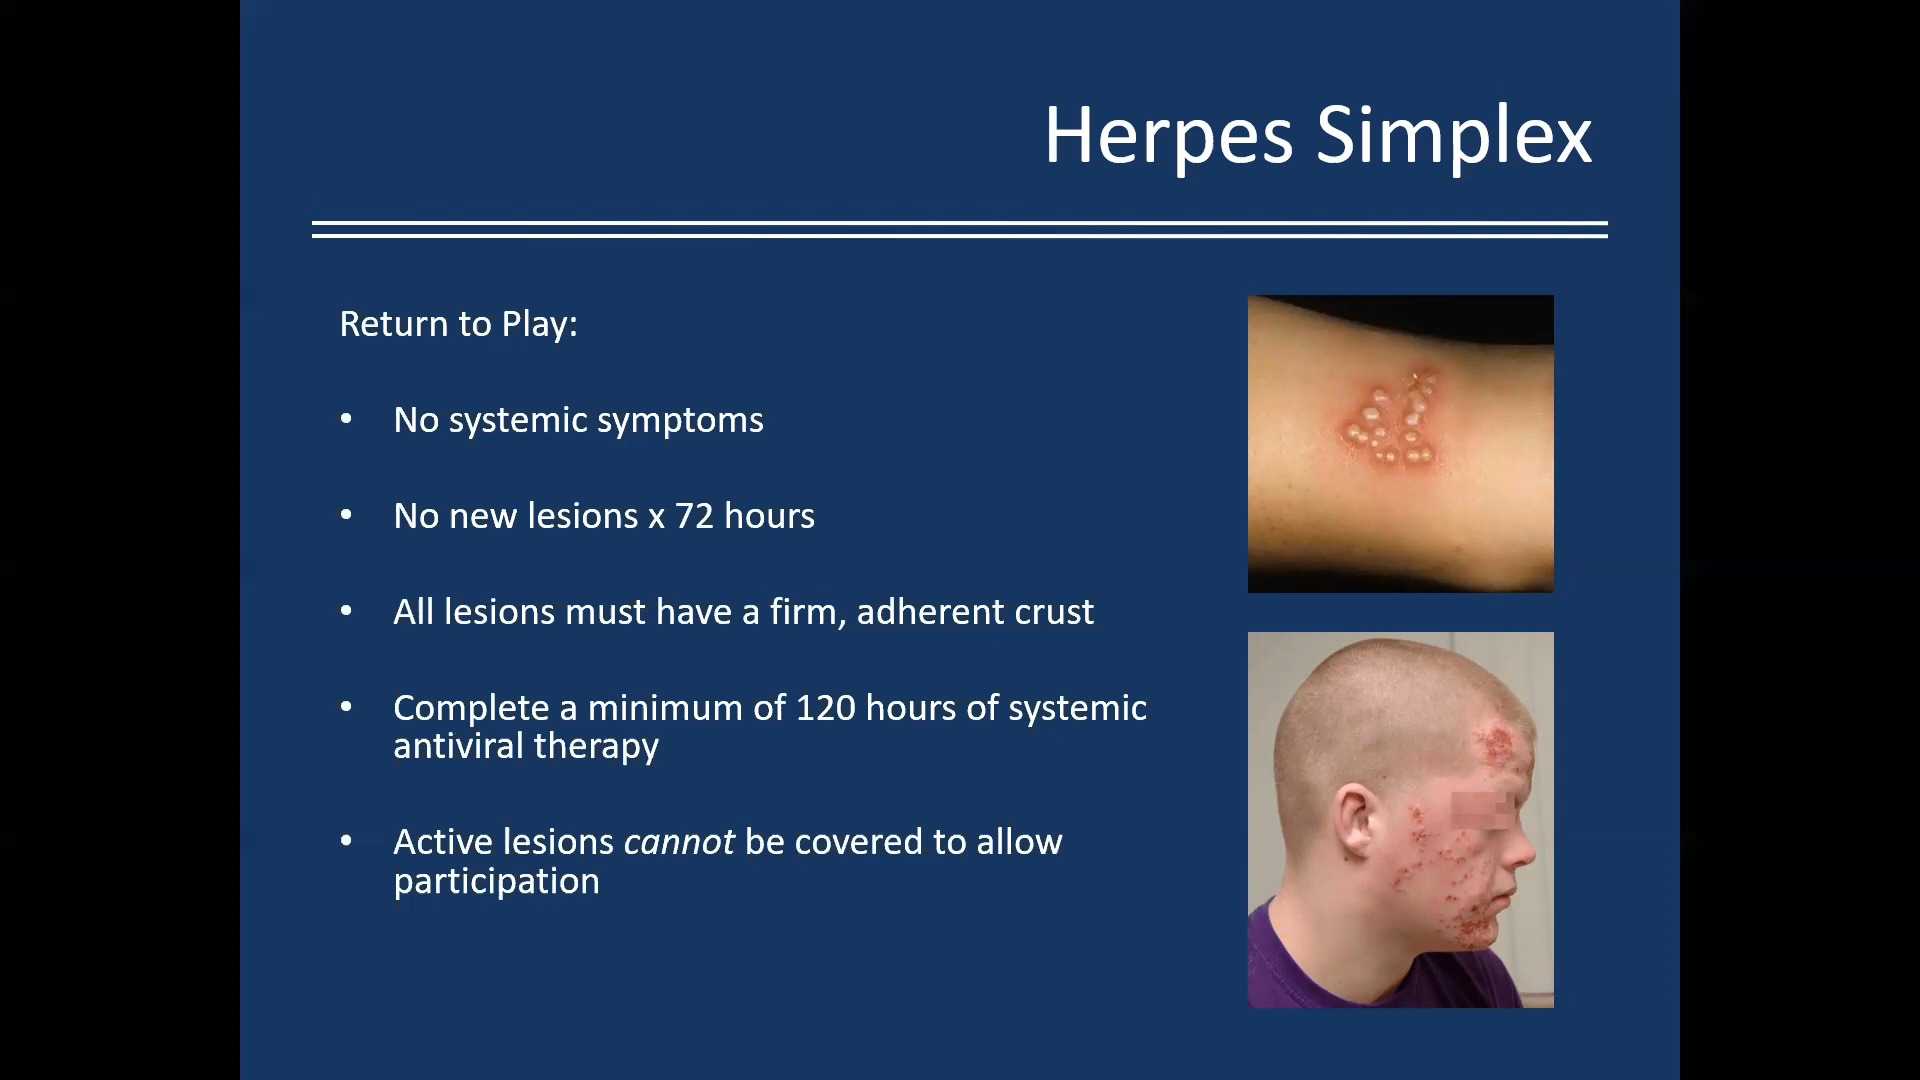 Herpes Simplex
Return to Play:
• No systemic symptoms
• No new lesions x 72 hours
• All lesions must have a firm, adherent crust
• Complete a minimum of 120 hours of systemic
antiviral therapy
• Active lesions cannot be covered to allow
participation